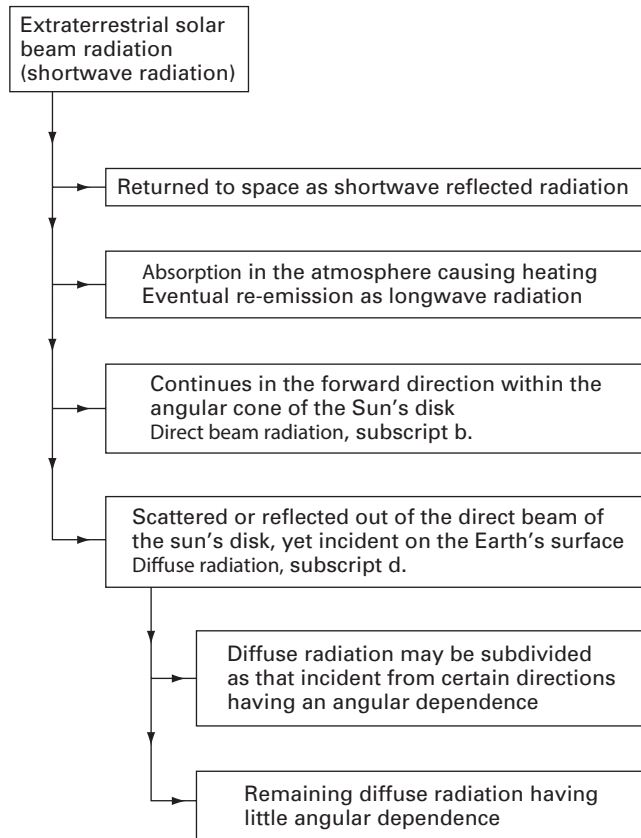 Extraterrestrial solar
beam radiation
(shortwave radiation)
Returned to space as shortwave reflected radiation
Absorption in the atmosphere causing heating
Eventual re-emission as longwave radiation
Continues in the forward direction within the
angular cone of the Sun’s disk
Direct beam radiation, subscript b.
Scattered or reflected out of the direct beam of
the sun’s disk, yet incident on the Earth’s surface
Diffuse radiation, subscript d.
Diffuse radiation may be subdivided
as that incident from certain directions
having an angular dependence
Remaining diffuse radiation having
little angular dependence